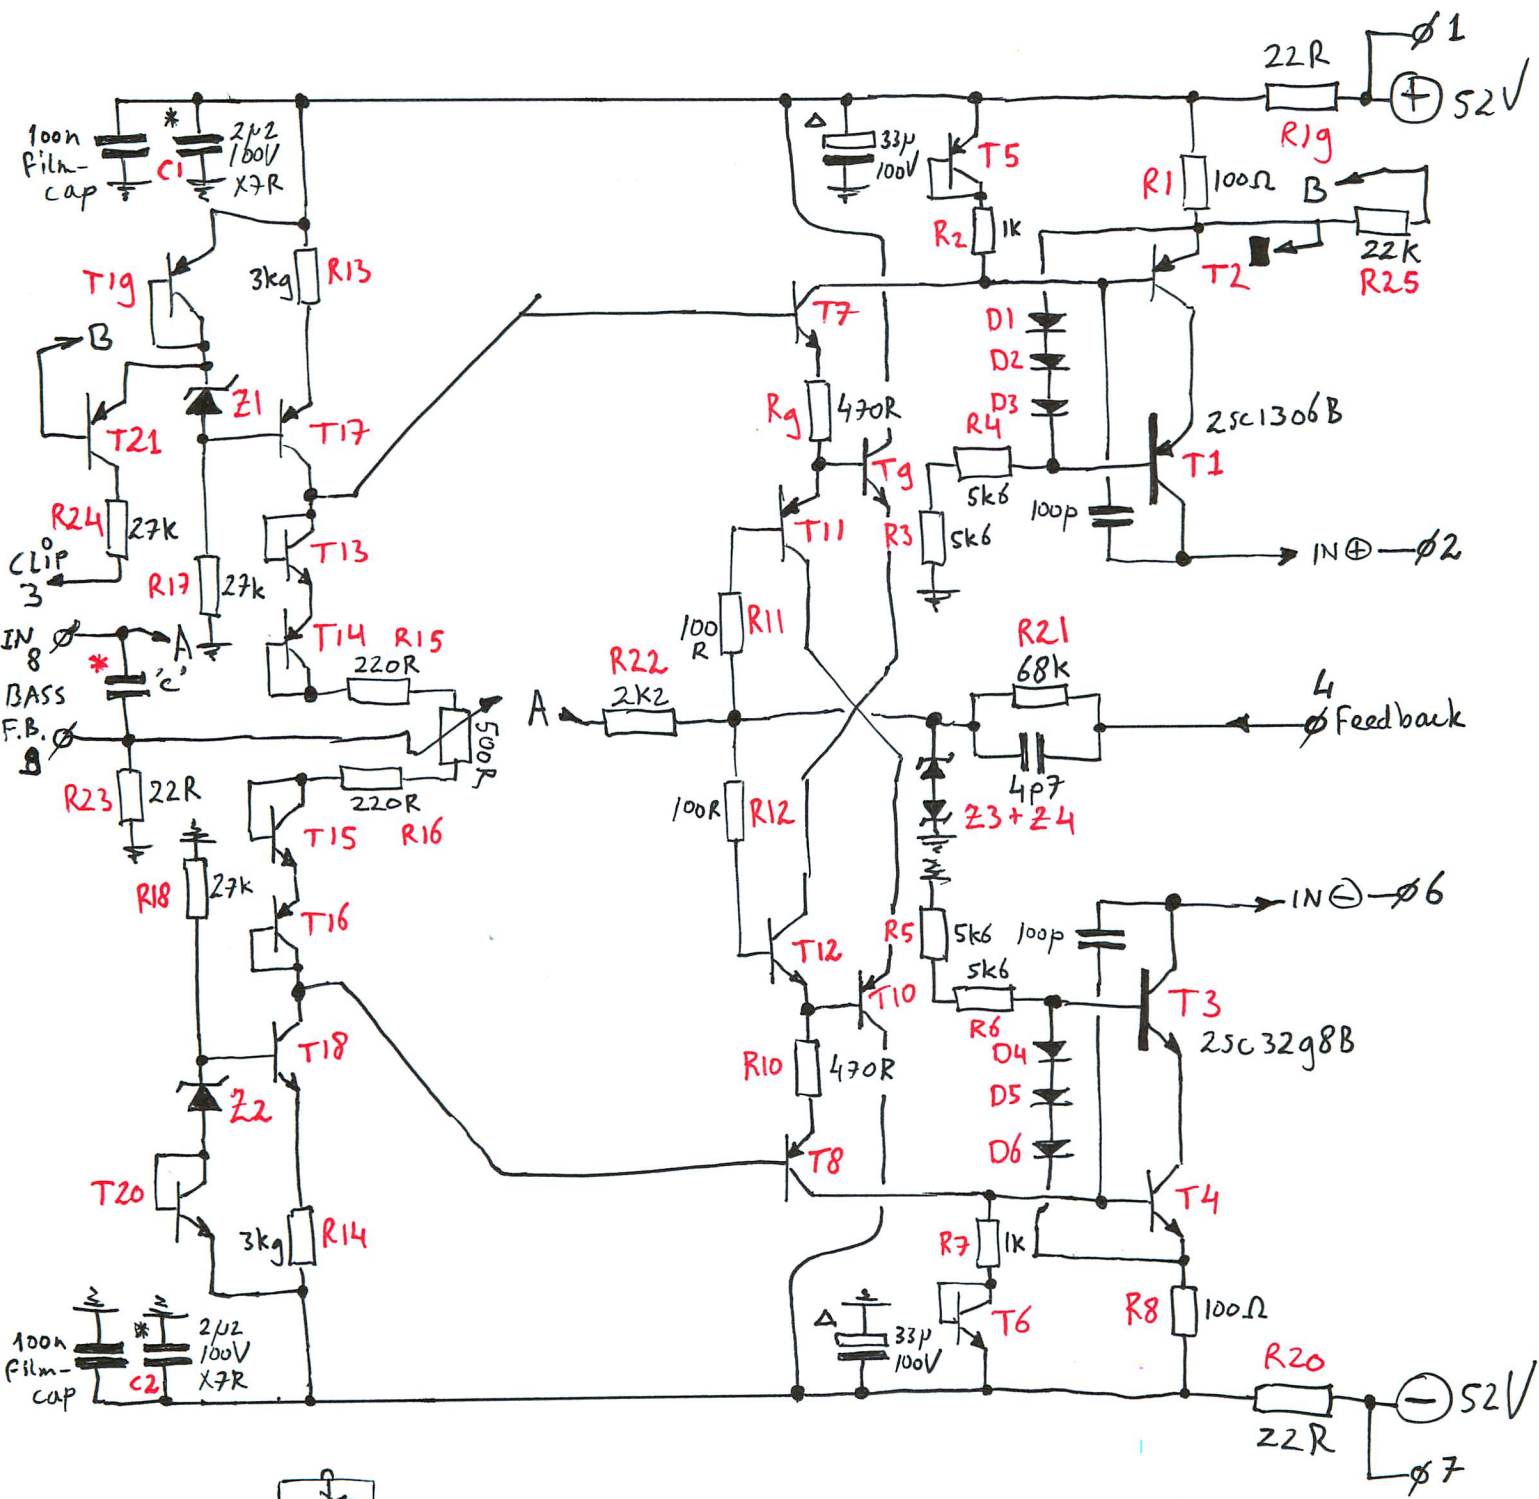 Ø1
22R
+ 52V
R19
100n
film-
cap
*
C1
2µ2
100V
X7R
Δ
33µ
100V
T5
R1
100Ω
B
22k
R25
R2
1K
T2
T19
3k9
R13
T7
D1
D2
D3
B
Z1
T21
T17
R9
470R
T9
R4
5k6
2SC1306B
T1
R24
27k
CLIP
3
R17
27k
T13
T11
R3
5k6
100p
IN ⊕ — Ø2
IN
8
Ø
A
*
'C'
BASS
F.B.
Ø
T14
R15
220R
100
R
R11
R21
68k
R22
2K2
A
500R
4
Ø Feedback
4p7
R23
22R
220R
R16
T15
100R
R12
Z3+Z4
R18
27k
T16
T12
R5
5k6
100p
IN ⊖ — Ø6
T10
5k6
R6
T3
2SC3298B
T18
R10
470R
D4
D5
D6
Z2
T8
T20
T4
3k9
R14
R7
1K
R8
100Ω
100n
film-
cap
*
C2
2µ2
100V
X7R
Δ
33µ
100V
T6
R20
22R
− 52V
Ø7